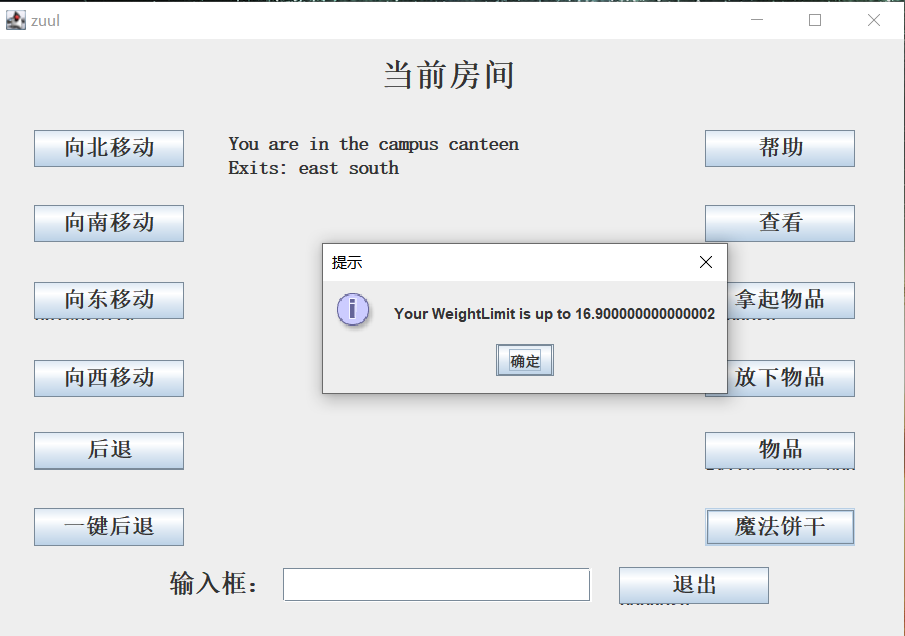 zuul
当前房间
向北移动
You are in the campus canteen
帮助
Exits: east south
向南移动
查看
提示
向东移动
Your WeightLimit is up to 16.900000000000002
拿起物品
确定
向西移动
放下物品
后退
物品
一键后退
魔法饼干
输入框:
退出